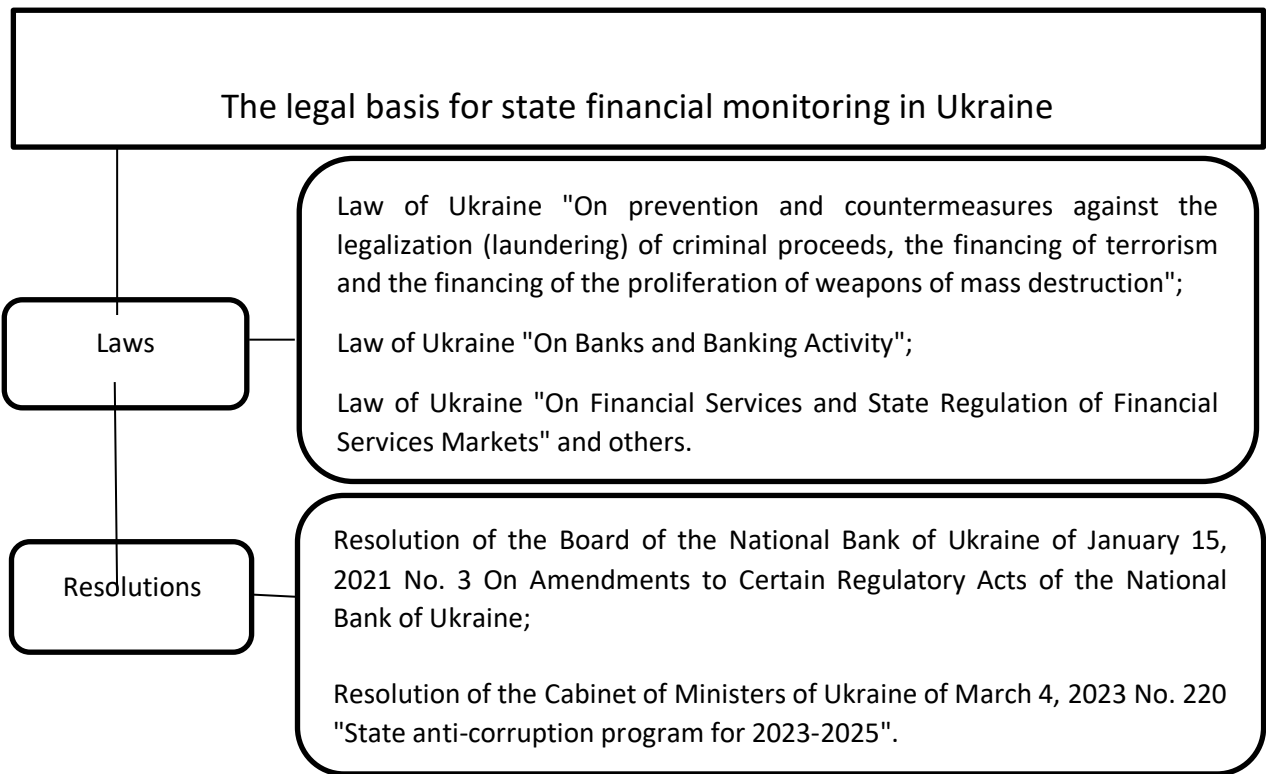 The legal basis for state financial monitoring in Ukraine
Laws
Law of Ukraine "On prevention and countermeasures against the
legalization (laundering) of criminal proceeds, the financing of terrorism
and the financing of the proliferation of weapons of mass destruction";
Law of Ukraine "On Banks and Banking Activity";
Law of Ukraine "On Financial Services and State Regulation of Financial
Services Markets" and others.
Resolutions
Resolution of the Board of the National Bank of Ukraine of January 15,
2021 No. 3 On Amendments to Certain Regulatory Acts of the National
Bank of Ukraine;
Resolution of the Cabinet of Ministers of Ukraine of March 4, 2023 No. 220
"State anti-corruption program for 2023-2025".